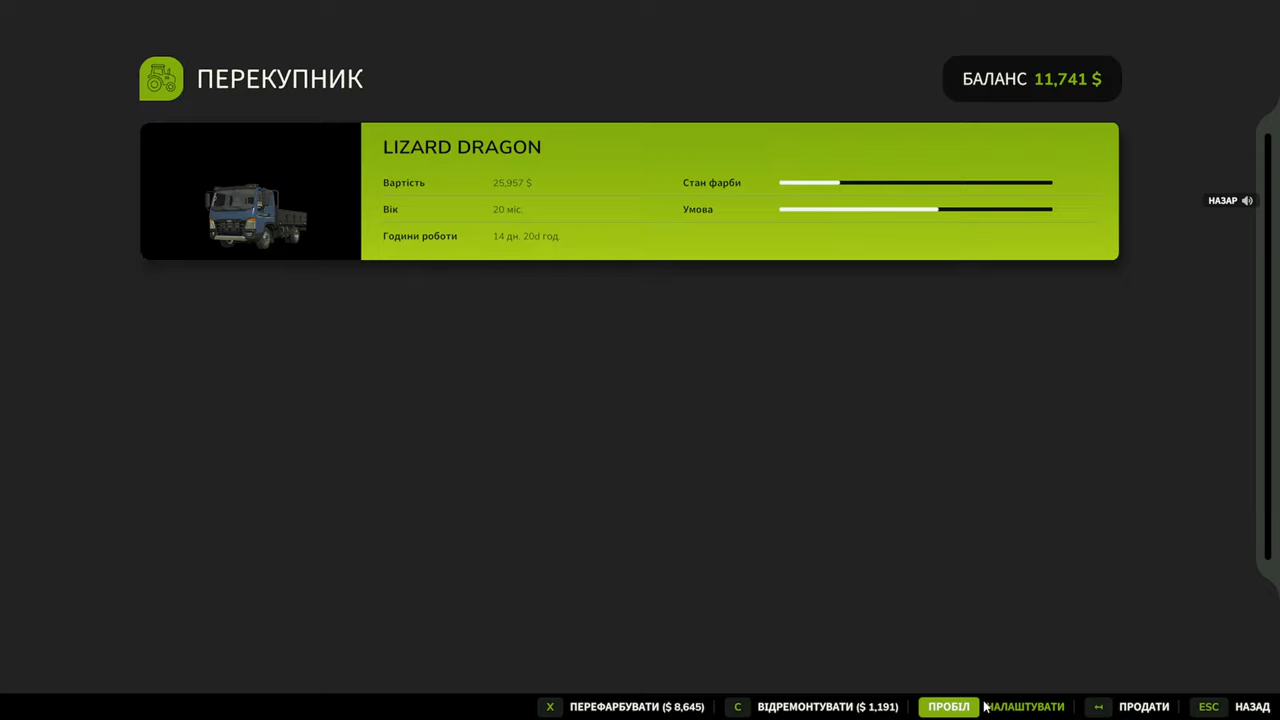 ПЕРЕКУПНИК
БАЛАНС 11,741 $
LIZARD DRAGON
Вартість 25,957 $ Стан фарби
Вік 20 міс. Умова
Години роботи 14 дн. 20d год.
НАЗАР
X ПЕРЕФАРБУВАТИ ($ 8,645) C ВІДРЕМОНТУВАТИ ($ 1,191) ПРОБІЛ НАЛАШТУВАТИ ПРОДАТИ ESC НАЗАД